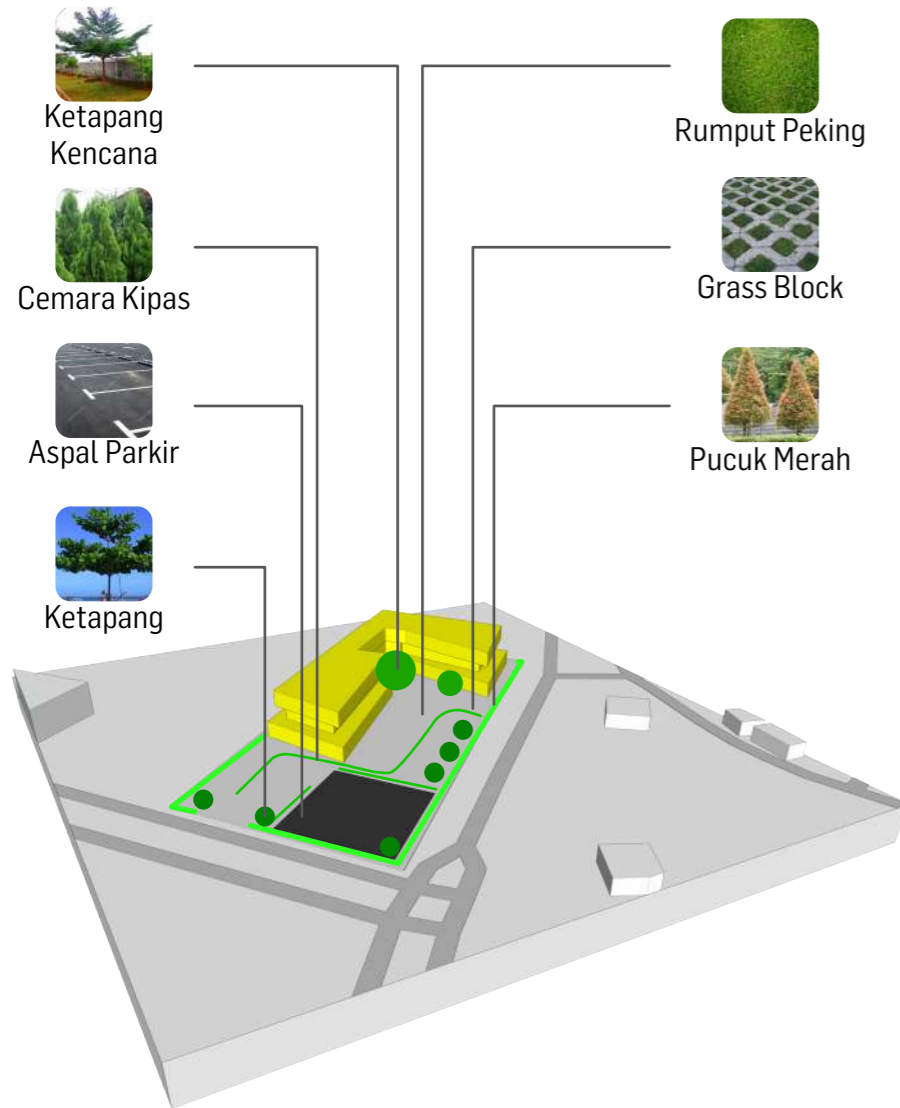 Ketapang
Kencana
Cemara Kipas
Aspal Parkir
Ketapang
Rumput Peking
Grass Block
Pucuk Merah